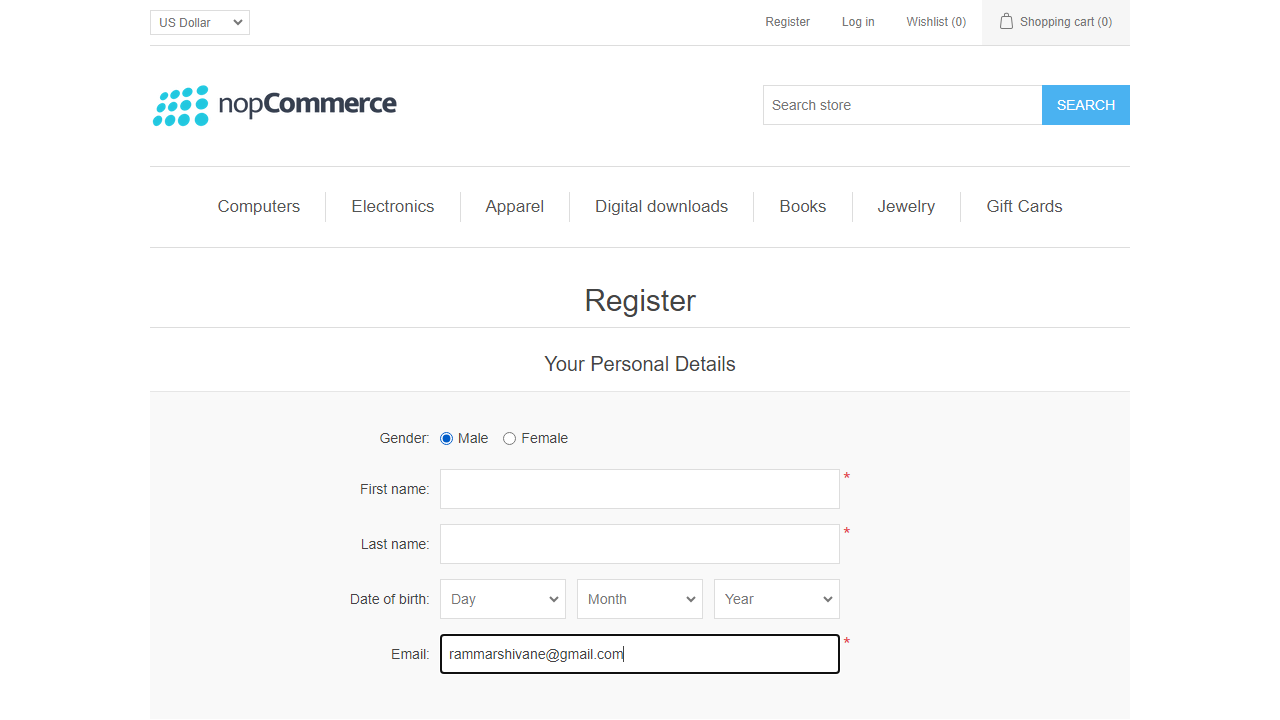 US Dollar Register Log in Wishlist (0) Shopping cart (0)
nopCommerce Search store SEARCH
Computers Electronics Apparel Digital downloads Books Jewelry Gift Cards
Register
Your Personal Details
Gender: Male Female
First name: *
Last name: *
Date of birth: Day Month Year
Email: rammarshivane@gmail.com *